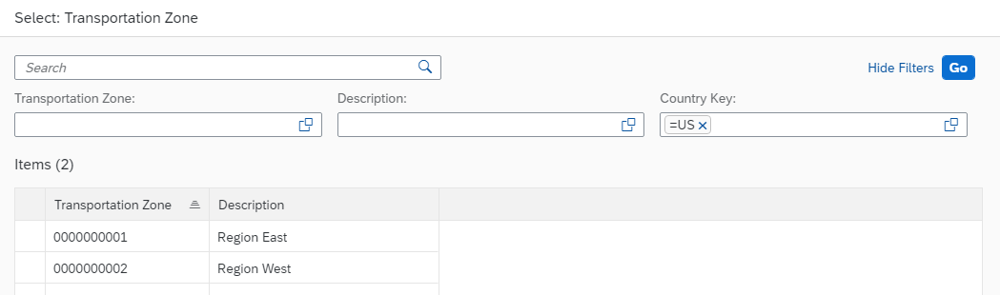 Select: Transportation Zone
Search
Hide Filters Go
Transportation Zone: Description: Country Key:
=US
Items (2)
Transportation Zone Description
0000000001 Region East
0000000002 Region West